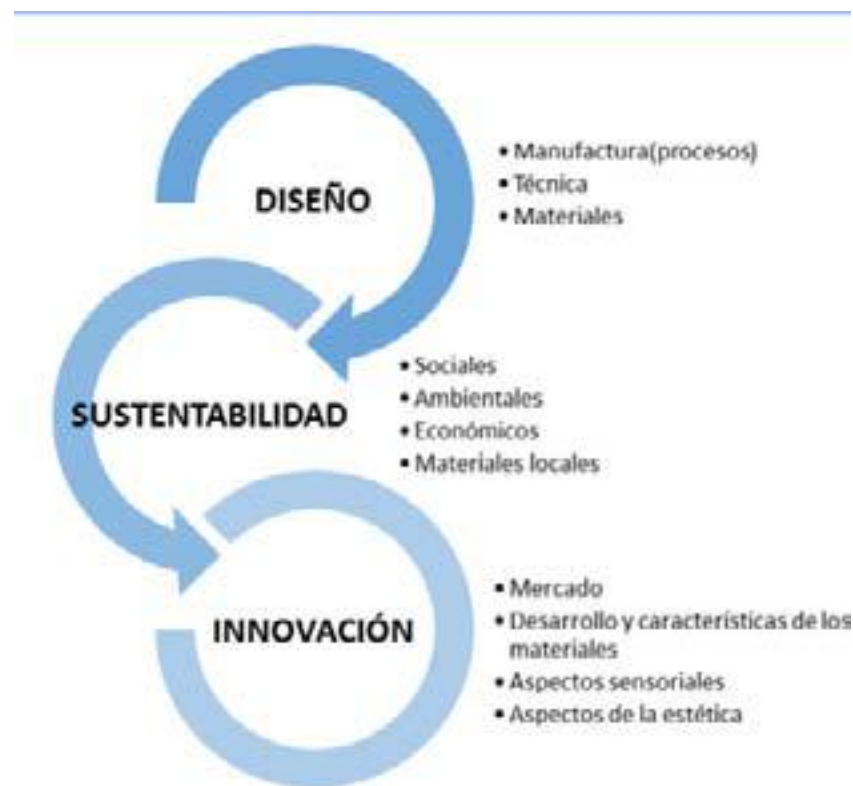 DISEÑO
• Manufactura(procesos)
• Técnica
• Materiales
SUSTENTABILIDAD
• Sociales
• Ambientales
• Económicos
• Materiales locales
INNOVACIÓN
• Mercado
• Desarrollo y características de los
materiales
• Aspectos sensoriales
• Aspectos de la estética